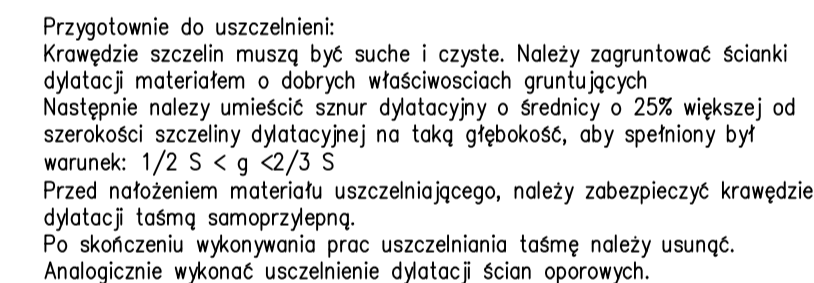 Przygotownie do uszczelnieni:
Krawędzie szczelin muszą być suche i czyste. Należy zagruntować ścianki
dylatacji materiałem o dobrych właściwosciach gruntujących
Następnie nalezy umieścić sznur dylatacyjny o średnicy o 25% większej od
szerokości szczeliny dylatacyjnej na taką głębokość, aby spełniony był
warunek: 1/2 S < g <2/3 S
Przed nałożeniem materiału uszczelniającego, należy zabezpieczyć krawędzie
dylatacji taśmą samoprzylepną.
Po skończeniu wykonywania prac uszczelniania taśmę należy usunąć.
Analogicznie wykonać usczelnienie dylatacji ścian oporowych.